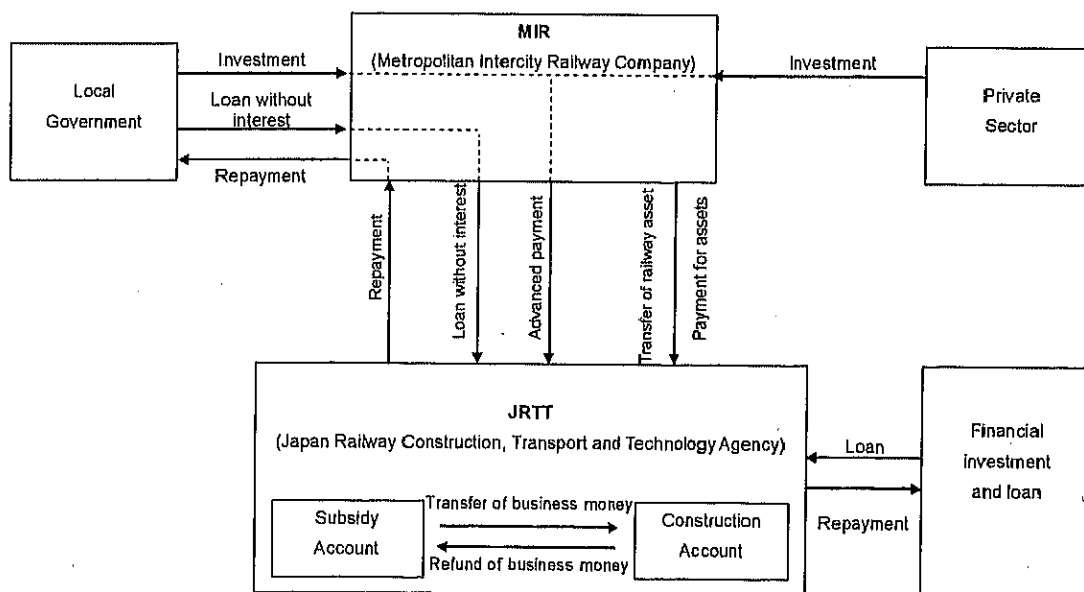 MIR
(Metropolitan Intercity Railway Company)
Local
Government
Investment
Loan without
interest
Repayment
Investment
Private
Sector
Repayment
Loan without interest
Advanced payment
Transfer of railway asset
Payment for assets
JRTT
(Japan Railway Construction, Transport and Technology Agency)
Subsidy
Account
Transfer of business money
Refund of business money
Construction
Account
Loan
Repayment
Financial
investment
and loan